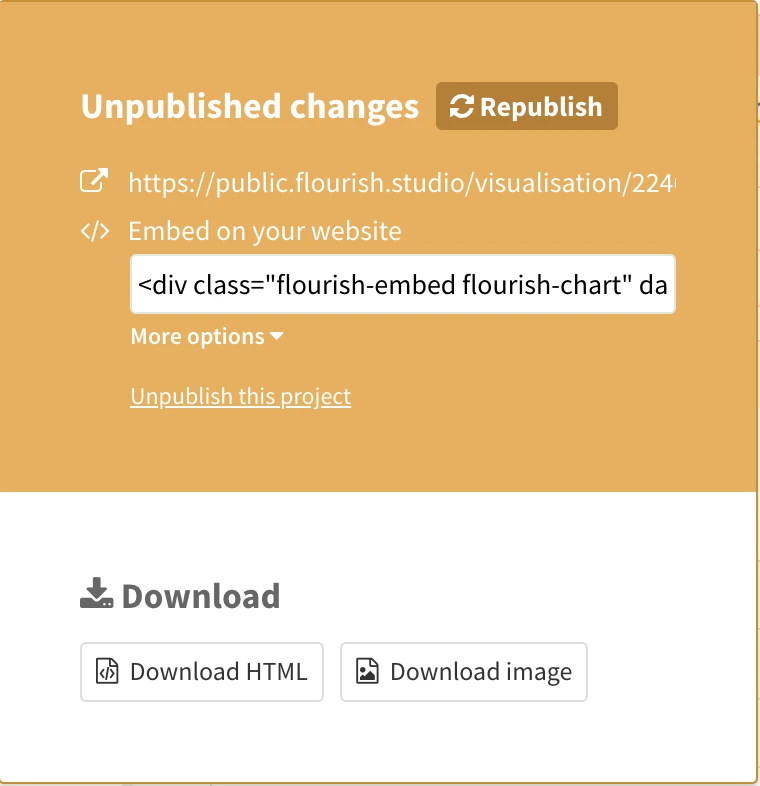 Unpublished changes Republish
https://public.flourish.studio/visualisation/224
Embed on your website
<div class="flourish-embed flourish-chart" da
More options
Unpublish this project
Download
Download HTML Download image